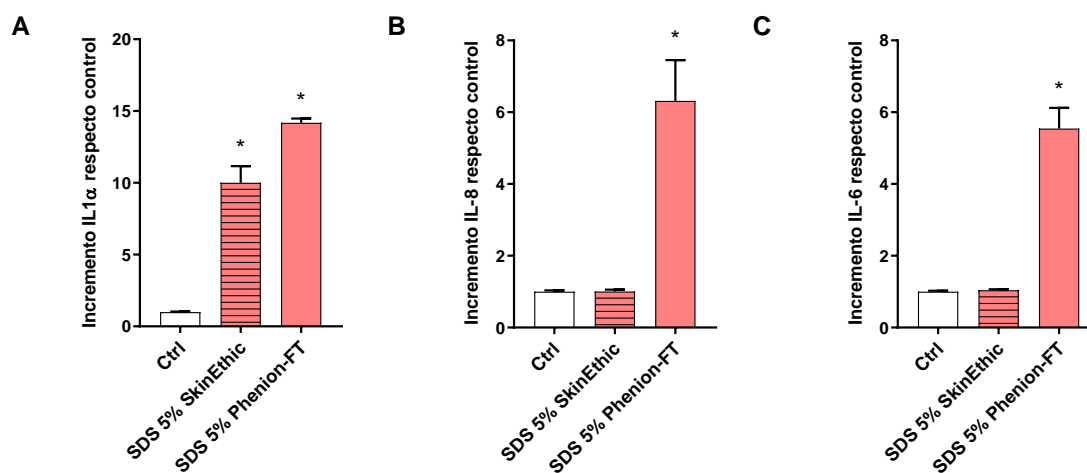 A
Incremento IL1α respecto control
20
15
10
5
0
*
*
Ctrl
SDS 5% SkinEthic
SDS 5% Phenion-FT
B
Incremento IL-8 respecto control
8
6
4
2
0
*
Ctrl
SDS 5% SkinEthic
SDS 5% Phenion-FT
C
Incremento IL-6 respecto control
8
6
4
2
0
*
Ctrl
SDS 5% SkinEthic
SDS 5% Phenion-FT